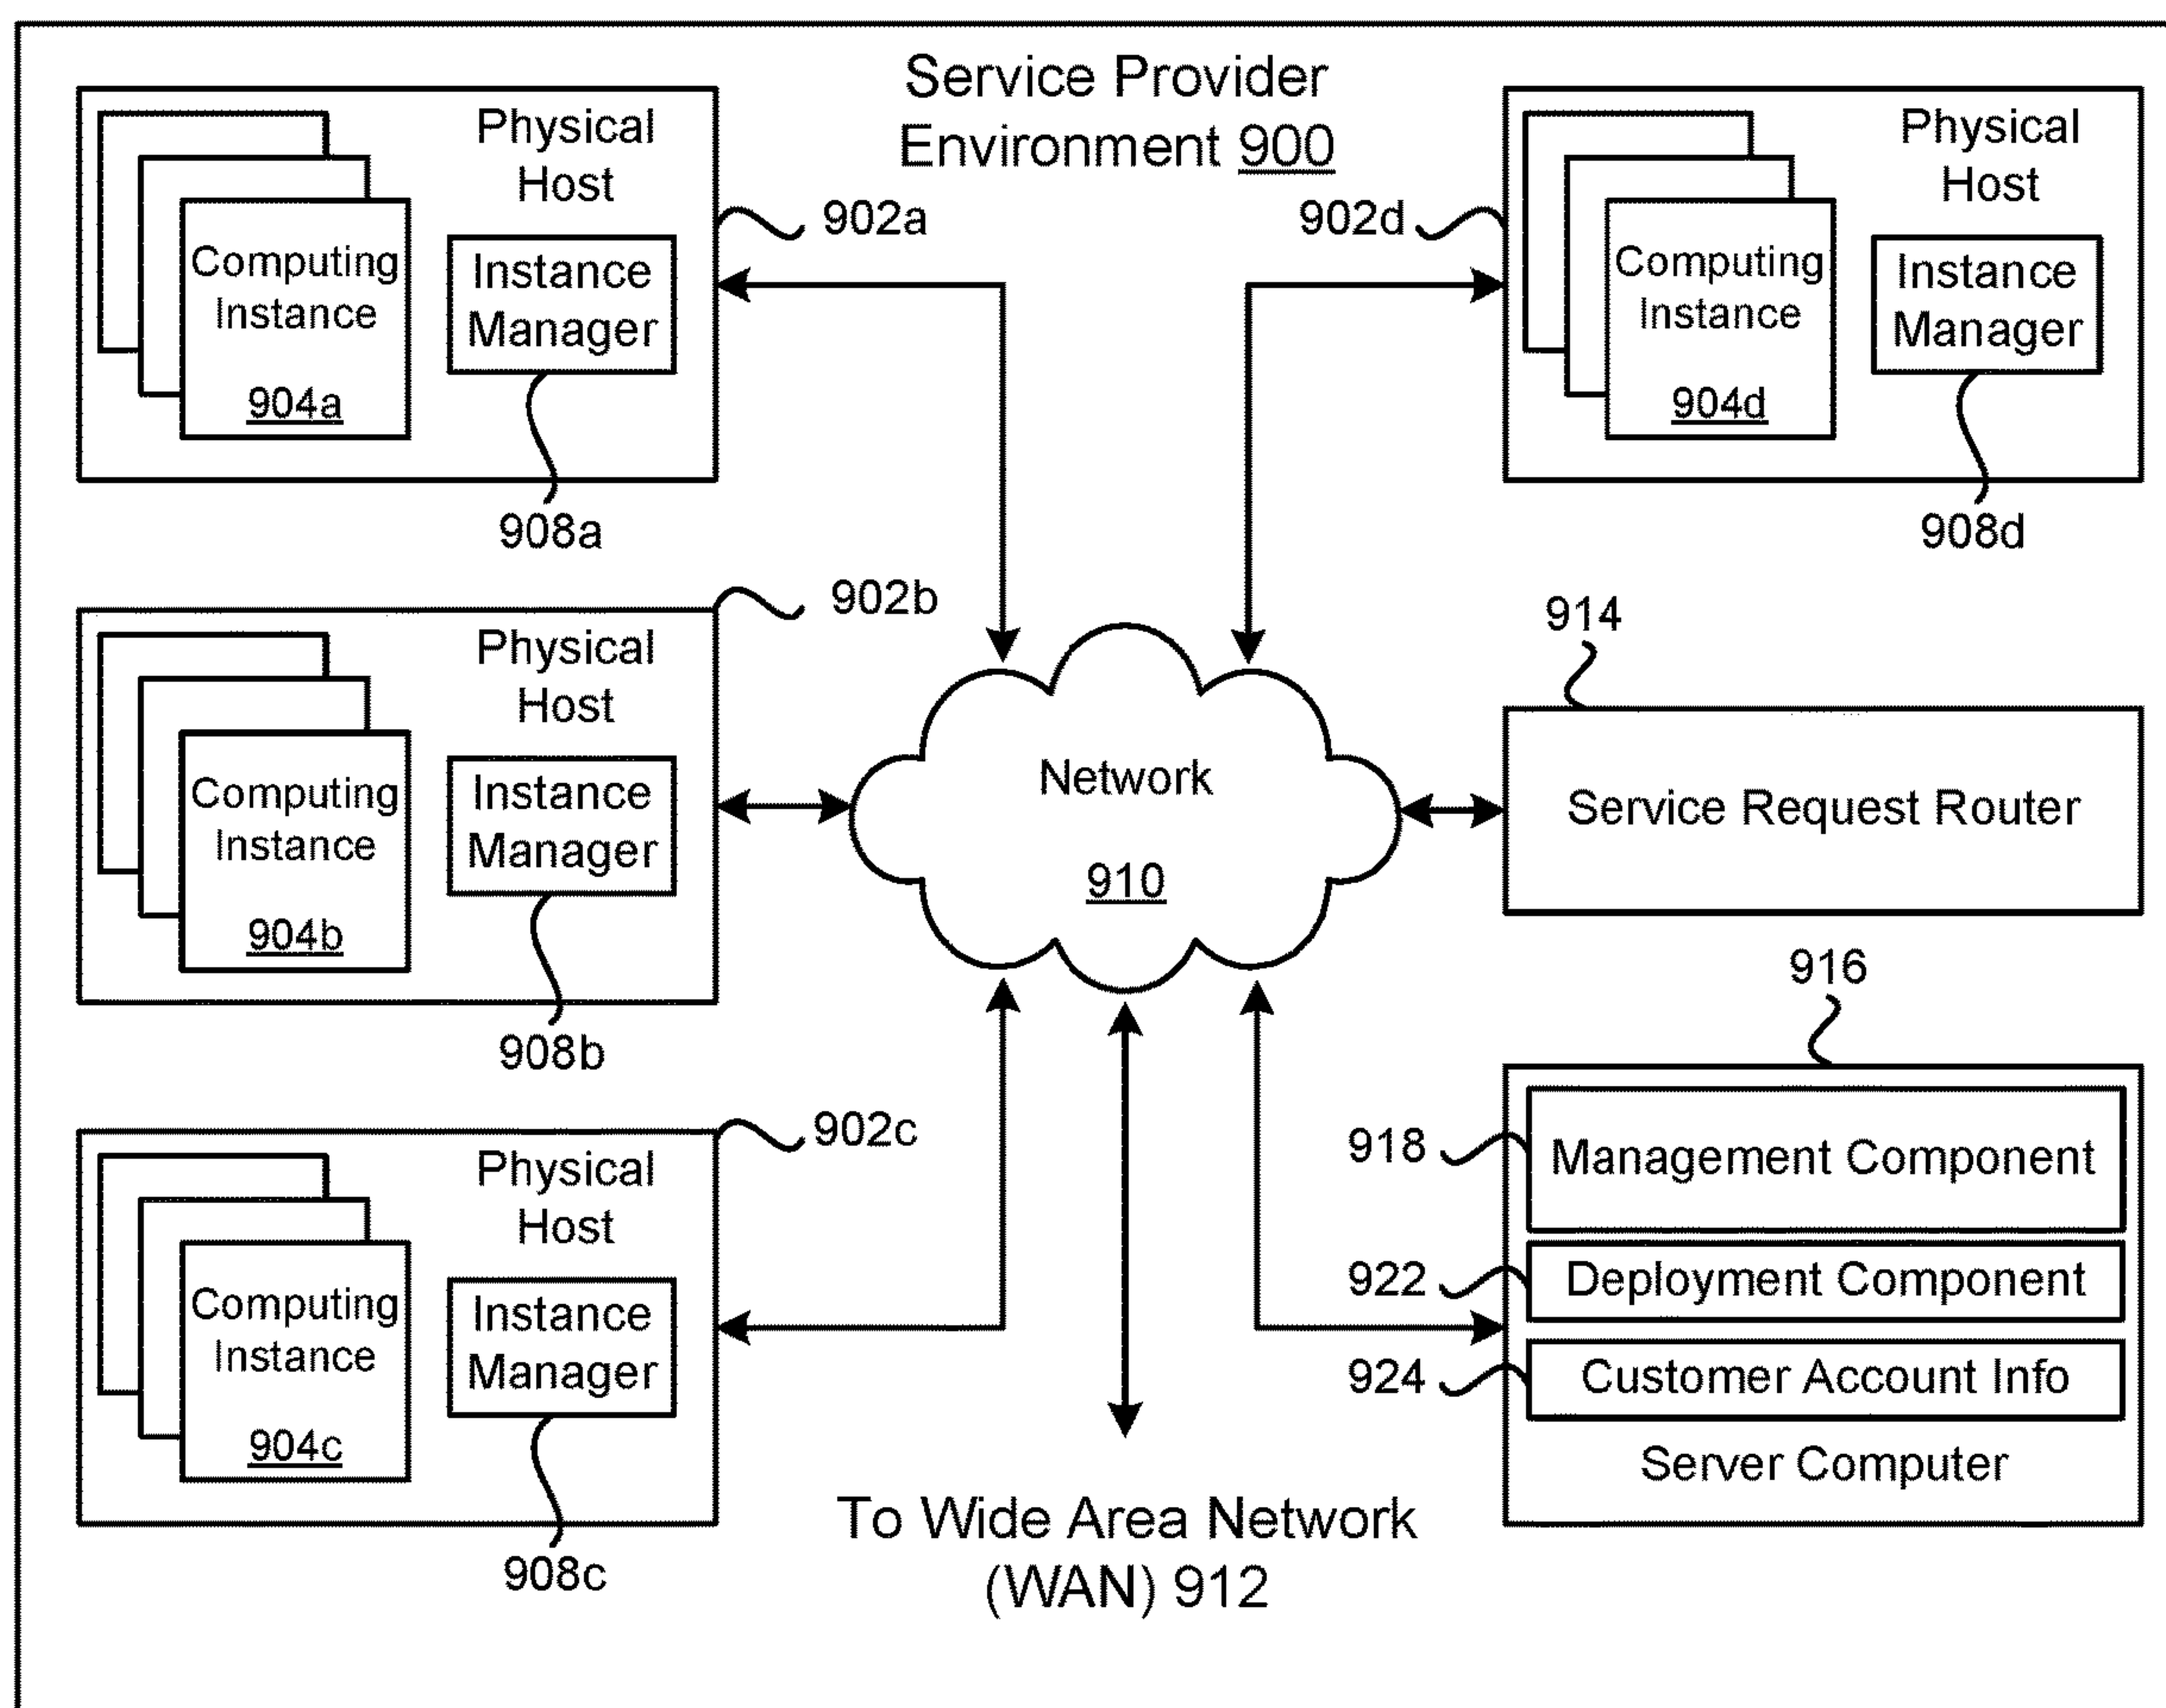 Service Provider
Environment 900
Physical
Host
Computing
Instance
904a
Instance
Manager
902a
908a
Physical
Host
Computing
Instance
904d
Instance
Manager
902d
908d
Physical
Host
Computing
Instance
904b
Instance
Manager
902b
908b
Network
910
914
Service Request Router
Physical
Host
Computing
Instance
904c
Instance
Manager
902c
908c
To Wide Area Network
(WAN) 912
916
918
Management Component
922
Deployment Component
924
Customer Account Info
Server Computer